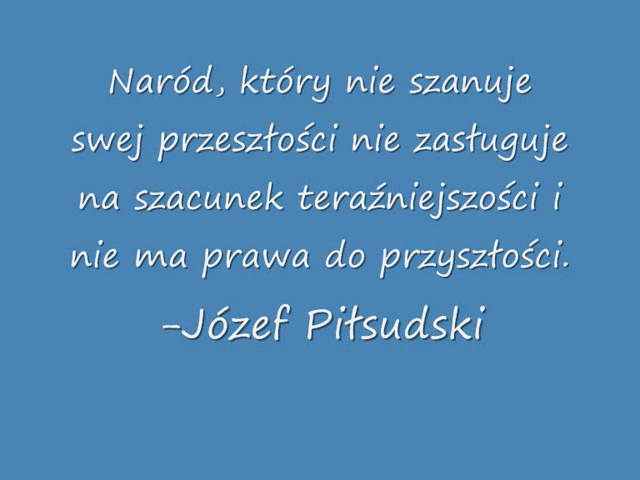 Naród, który nie szanuje
swej przeszłości nie zasługuje
na szacunek teraźniejszości i
nie ma prawa do przyszłości.
-Józef Piłsudski